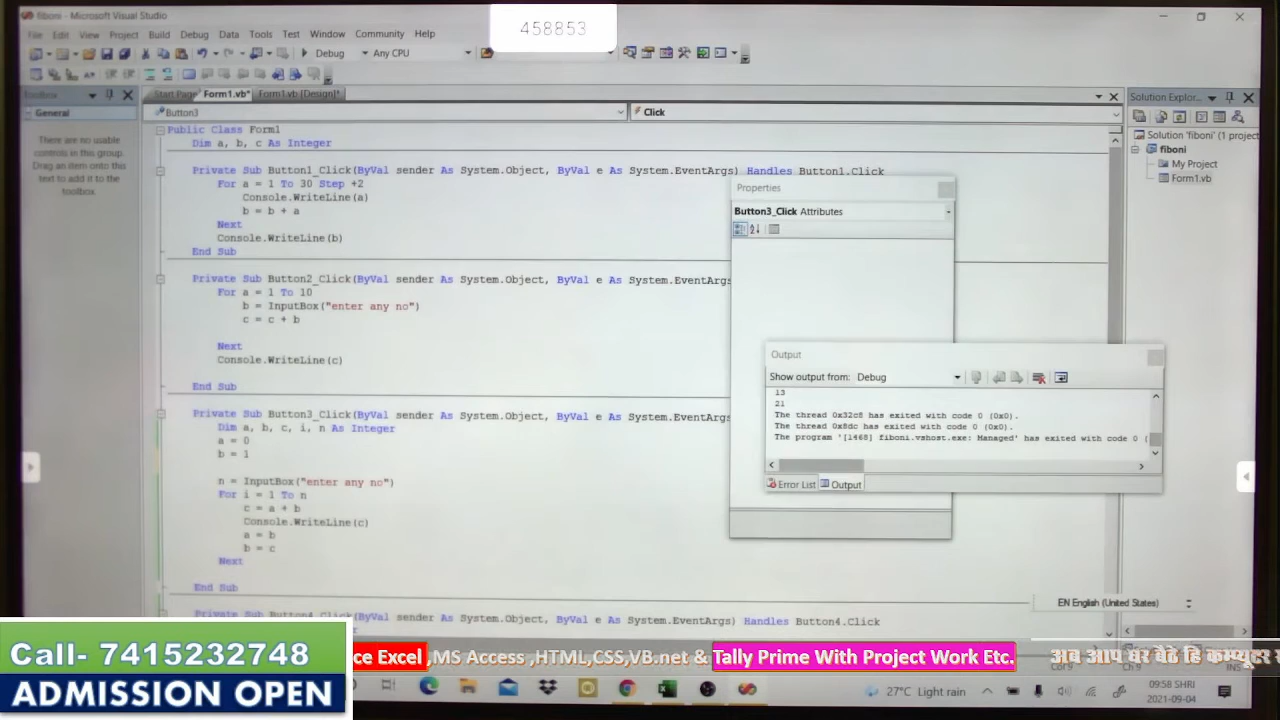 fiboni - Microsoft Visual Studio
458853
File Edit View Project Build Debug Data Tools Test Window Community Help
Debug Any CPU
Toolbox
Start Page Form1.vb* Form1.vb [Design]*
Solution Explor...
General
Button3 Click
There are no usable
controls in this group.
Drag an item onto this
text to add it to the
toolbox.
Solution 'fiboni' (1 project
fiboni
My Project
Form1.vb
Public Class Form1
Dim a, b, c As Integer
Private Sub Button1_Click(ByVal sender As System.Object, ByVal e As System.EventArgs) Handles Button1.Click
For a = 1 To 30 Step +2
Console.WriteLine(a)
b = b + a
Next
Console.WriteLine(b)
End Sub
Private Sub Button2_Click(ByVal sender As System.Object, ByVal e As System.EventArgs
For a = 1 To 10
b = InputBox("enter any no")
c = c + b
Next
Console.WriteLine(c)
End Sub
Private Sub Button3_Click(ByVal sender As System.Object, ByVal e As System.EventArgs
Dim a, b, c, i, n As Integer
a = 0
b = 1
n = InputBox("enter any no")
For i = 1 To n
c = a + b
Console.WriteLine(c)
a = b
b = c
Next
End Sub
Private Sub Button4_Click(ByVal sender As System.Object, ByVal e As System.EventArgs) Handles Button4.Click
Properties
Button3_Click Attributes
Output
Show output from: Debug
13
21
The thread 0x32c8 has exited with code 0 (0x0).
The thread 0x8dc has exited with code 0 (0x0).
The program '[1468] fiboni.vshost.exe: Managed' has exited with code 0 (
Error List Output
EN English (United States)
Call- 7415232748
ADMISSION OPEN
ce Excel ,MS Access ,HTML,CSS,VB.net & Tally Prime With Project Work Etc.
अब आप घर बैठे हि कम्प्यूटर
Col 9 Ch 9 INS
27°C Light rain
09:58 SHRI
2021-09-04